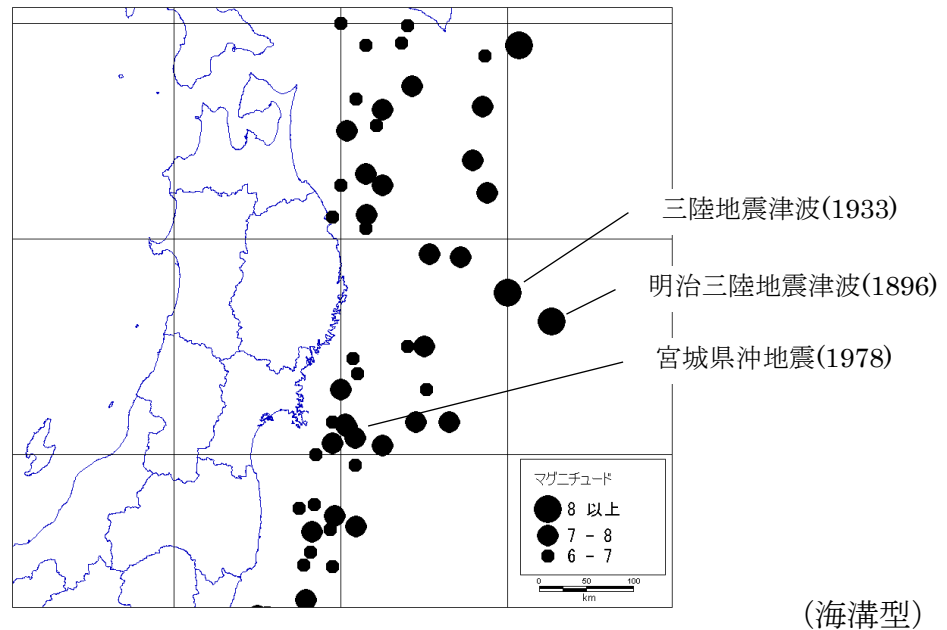 三陸地震津波(1933)
明治三陸地震津波(1896)
宮城県沖地震(1978)
マグニチュード
8 以上
7 - 8
6 - 7
0 50 100
km
(海溝型)